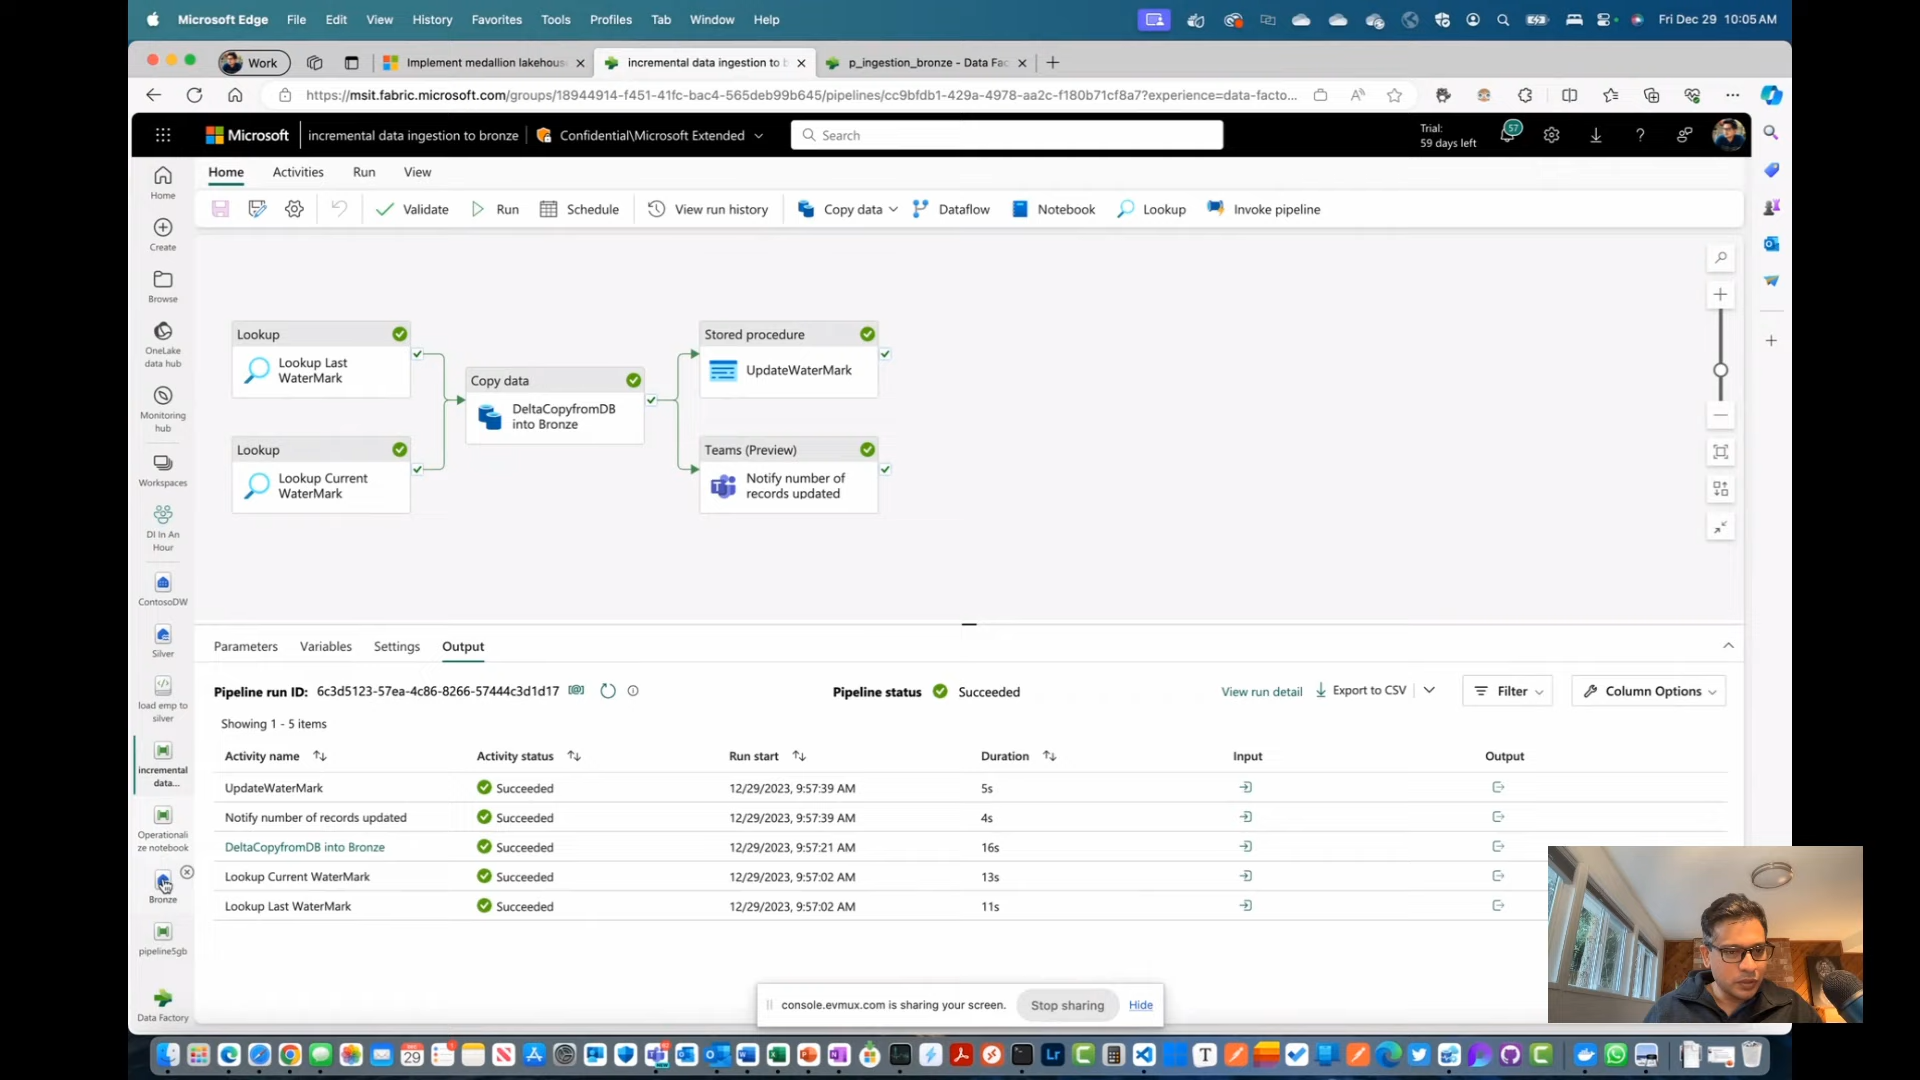 Microsoft Edge File Edit View History Favorites Tools Profiles Tab Window Help Fri Dec 29 10:05 AM
Work Implement medallion lakehous incremental data ingestion to b p_ingestion_bronze - Data Fac
https://msit.fabric.microsoft.com/groups/18944914-f451-41fc-bac4-565deb99b645/pipelines/cc9bfdb1-429a-4978-aa2c-f180b71cf8a7?experience=data-facto...
Microsoft incremental data ingestion to bronze Confidential\Microsoft Extended Search Trial: 59 days left 57
Home Activities Run View
Validate Run Schedule View run history Copy data Dataflow Notebook Lookup Invoke pipeline
Home
Create
Browse
OneLake data hub
Monitoring hub
Workspaces
DI In An Hour
ContosoDW
Silver
load emp to silver
incremental data...
Operationali ze notebook
Bronze
pipeline5gb
Data Factory
Lookup
Lookup Last WaterMark
Lookup
Lookup Current WaterMark
Copy data
DeltaCopyfromDB into Bronze
Stored procedure
UpdateWaterMark
Teams (Preview)
Notify number of records updated
Parameters Variables Settings Output
Pipeline run ID: 6c3d5123-57ea-4c86-8266-57444c3d1d17 Pipeline status Succeeded View run detail Export to CSV Filter Column Options
Showing 1 - 5 items
Activity name Activity status Run start Duration Input Output
UpdateWaterMark Succeeded 12/29/2023, 9:57:39 AM 5s
Notify number of records updated Succeeded 12/29/2023, 9:57:39 AM 4s
DeltaCopyfromDB into Bronze Succeeded 12/29/2023, 9:57:21 AM 16s
Lookup Current WaterMark Succeeded 12/29/2023, 9:57:02 AM 13s
Lookup Last WaterMark Succeeded 12/29/2023, 9:57:02 AM 11s
console.evmux.com is sharing your screen. Stop sharing Hide